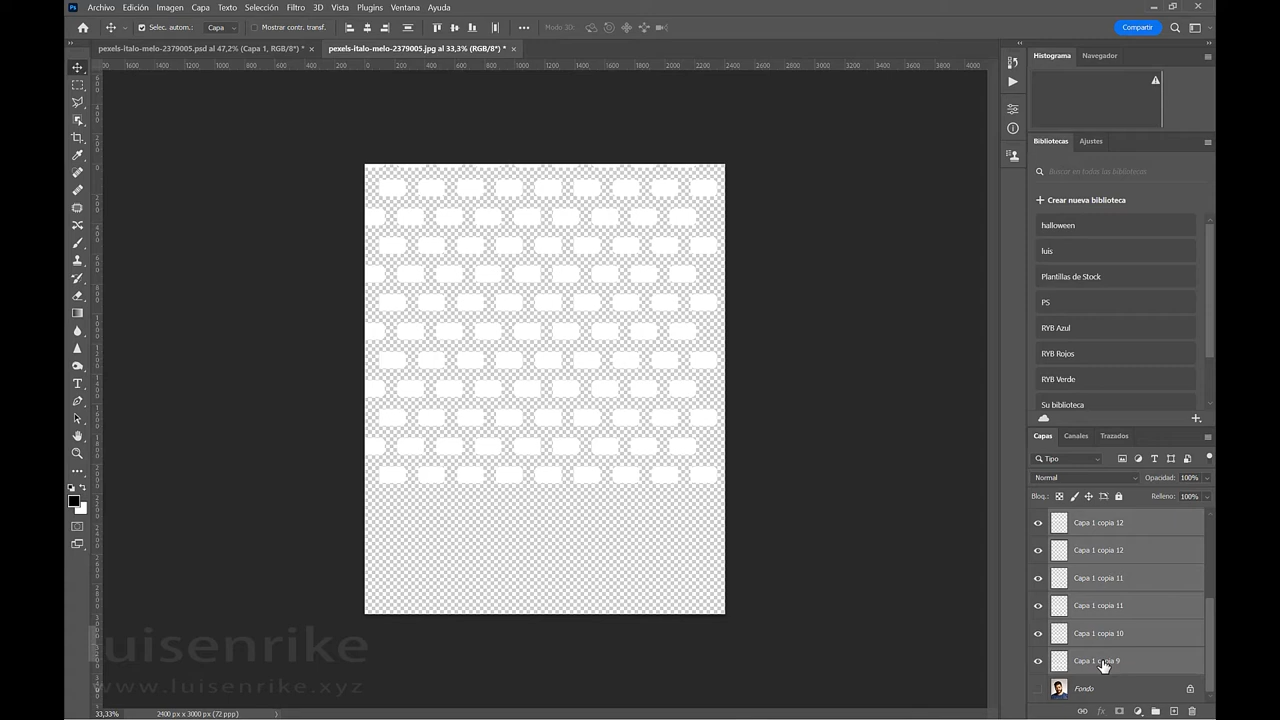 Ps Archivo Edición Imagen Capa Texto Selección Filtro 3D Vista Plugins Ventana Ayuda
Selec. autom.: Capa Mostrar contr. transf. Modo 3D: Compartir
pexels-italo-melo-2379005.psd al 47,2% (Capa 1, RGB/8*) * × pexels-italo-melo-2379005.jpg al 33,3% (RGB/8*) * ×
Histograma Navegador
Bibliotecas Ajustes
Buscar en todas las bibliotecas
+ Crear nueva biblioteca
halloween
luis
Plantillas de Stock
PS
RYB Azul
RYB Rojos
RYB Verde
Su biblioteca
Capas Canales Trazados
Tipo
Normal Opacidad: 100%
Bloq.: Relleno: 100%
Capa 1 copia 12
Capa 1 copia 12
Capa 1 copia 11
Capa 1 copia 11
Capa 1 copia 10
Capa 1 copia 9
Fondo
luisenrike
www.luisenrike.xyz
33,33% 2400 px x 3000 px (72 ppp)